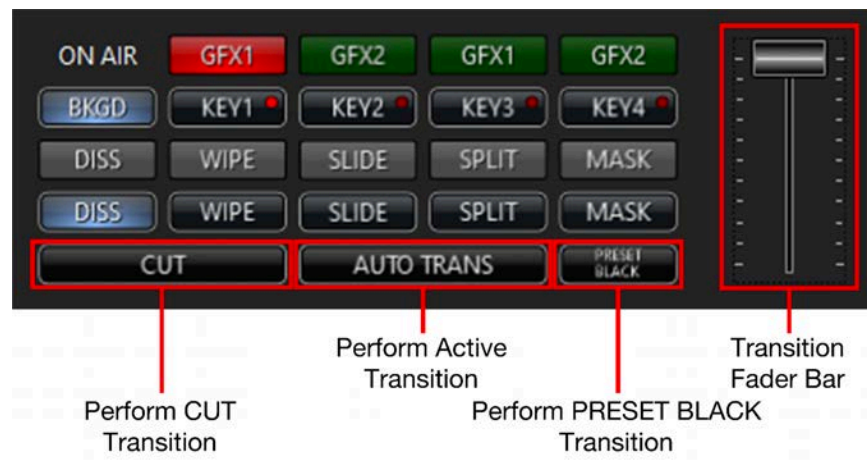 ON AIR GFX1 GFX2 GFX1 GFX2
BKGD KEY1 KEY2 KEY3 KEY4
DISS WIPE SLIDE SPLIT MASK
DISS WIPE SLIDE SPLIT MASK
CUT AUTO TRANS PRESET
BLACK
Perform Active
Transition
Transition
Fader Bar
Perform CUT
Transition
Perform PRESET BLACK
Transition